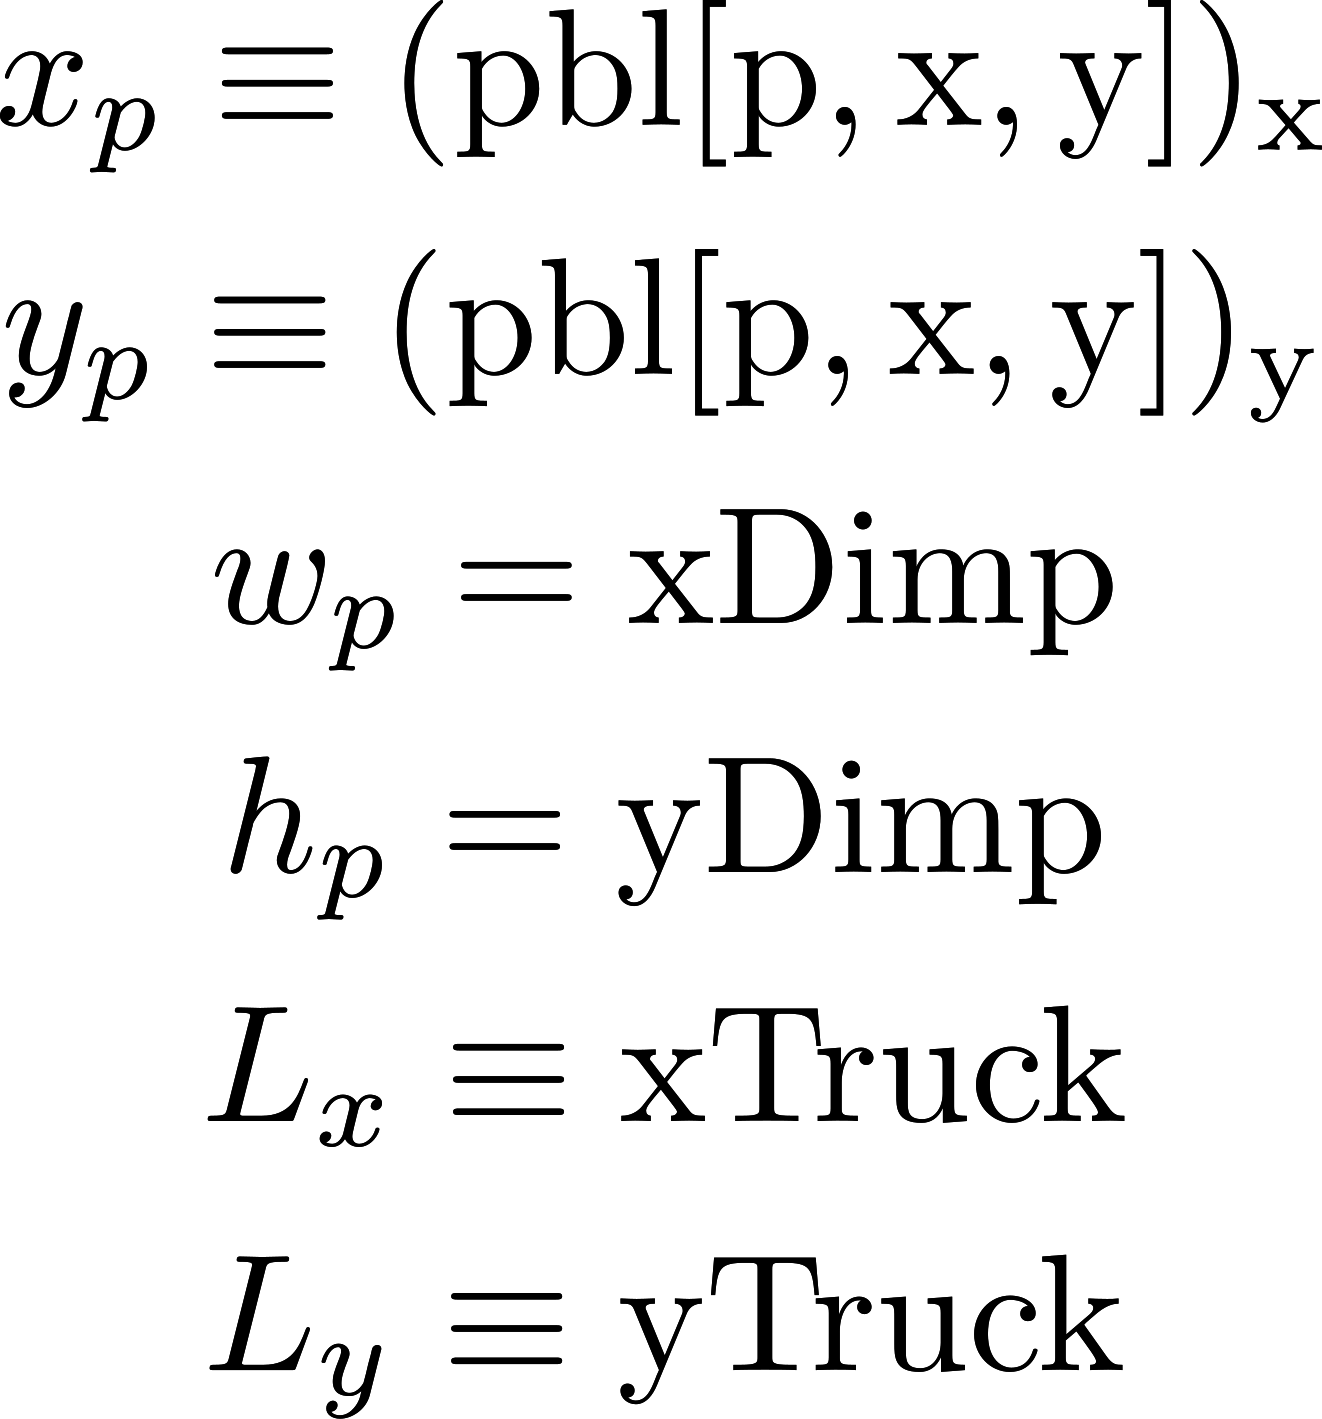 x_p ≡ (pbl[p, x, y])_x
y_p ≡ (pbl[p, x, y])_y
w_p = xDimp
h_p = yDimp
L_x ≡ xTruck
L_y ≡ yTruck